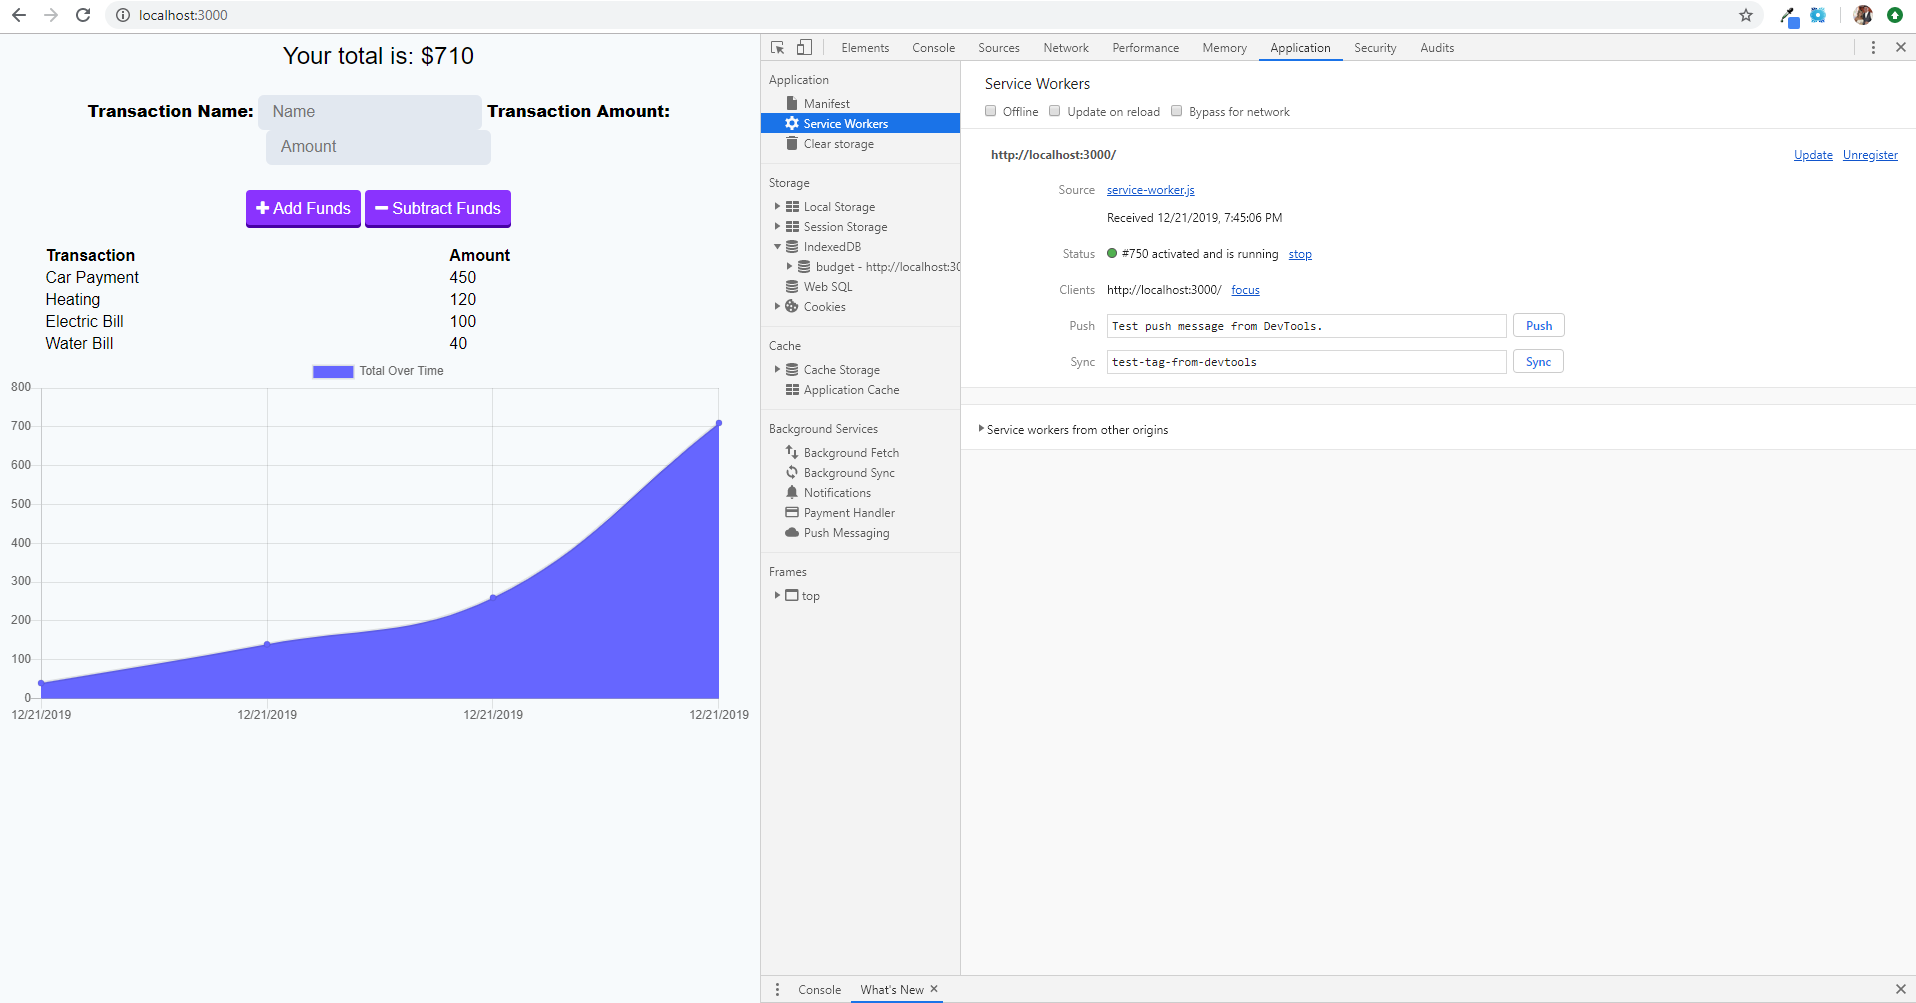 localhost:3000
Your total is: $710
Transaction Name: Name Transaction Amount:
Amount
Add Funds Subtract Funds
Transaction Amount
Car Payment 450
Heating 120
Electric Bill 100
Water Bill 40
Total Over Time
800
700
600
500
400
300
200
100
0
12/21/2019 12/21/2019 12/21/2019 12/21/2019
Elements Console Sources Network Performance Memory Application Security Audits
Application
Manifest
Service Workers
Clear storage
Storage
Local Storage
Session Storage
IndexedDB
budget - http://localhost:30
Web SQL
Cookies
Cache
Cache Storage
Application Cache
Background Services
Background Fetch
Background Sync
Notifications
Payment Handler
Push Messaging
Frames
top
Service Workers
Offline Update on reload Bypass for network
http://localhost:3000/ Update Unregister
Source service-worker.js
Received 12/21/2019, 7:45:06 PM
Status #750 activated and is running stop
Clients http://localhost:3000/ focus
Push Test push message from DevTools. Push
Sync test-tag-from-devtools Sync
Service workers from other origins
Console What's New